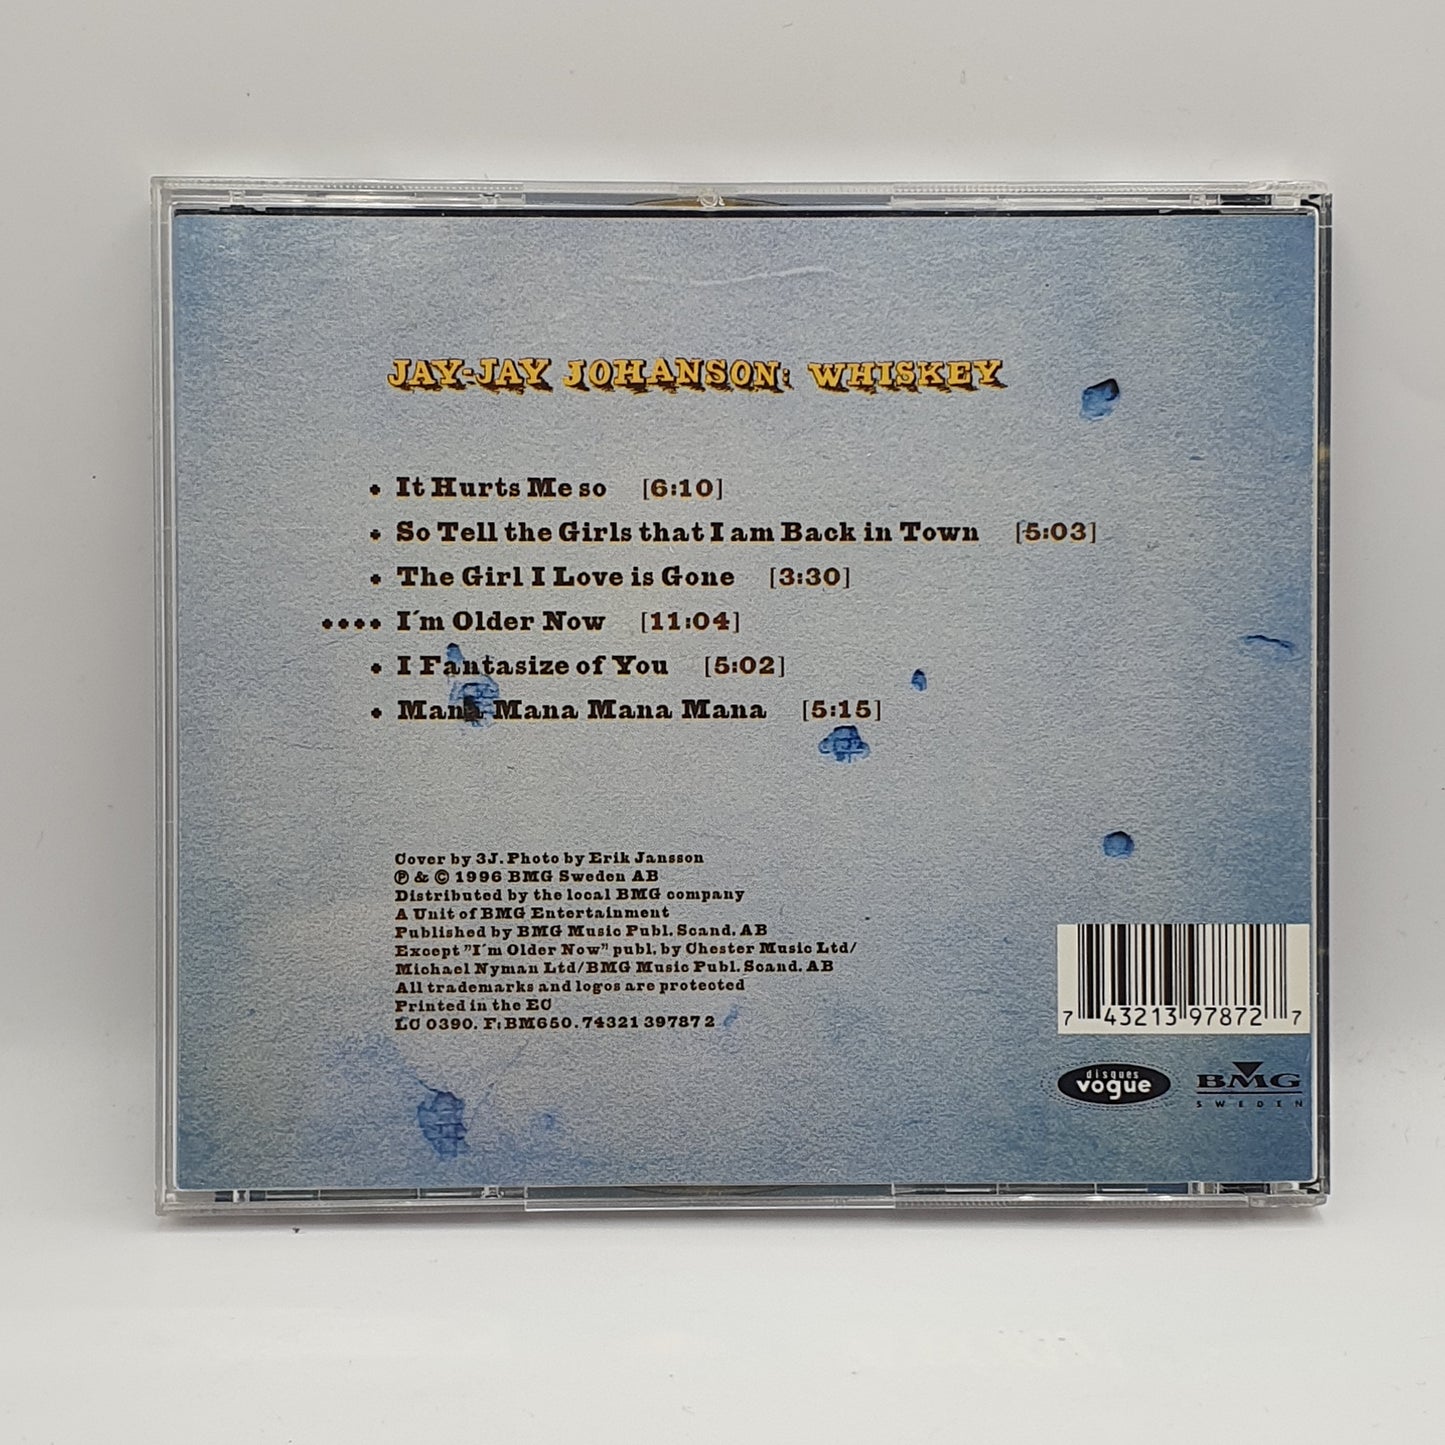 JAY-JAY JOHANSON: WHISKEY
• It Hurts Me so [6:10]
• So Tell the Girls that I am Back in Town [5:03]
• The Girl I Love is Gone [3:30]
•••• I´m Older Now [11:04]
• I Fantasize of You [5:02]
• Mana Mana Mana Mana [5:15]
Cover by 3J. Photo by Erik Jansson
℗ & © 1996 BMG Sweden AB
Distributed by the local BMG company
A Unit of BMG Entertainment
Published by BMG Music Publ. Scand. AB
Except "I´m Older Now" publ. by Chester Music Ltd/
Michael Nyman Ltd/BMG Music Publ. Scand. AB
All trademarks and logos are protected
Printed in the EC
LC 0390. F: BM650. 74321 39787 2
7 43213 97872 7
disques
vogue
BMG
SWEDEN